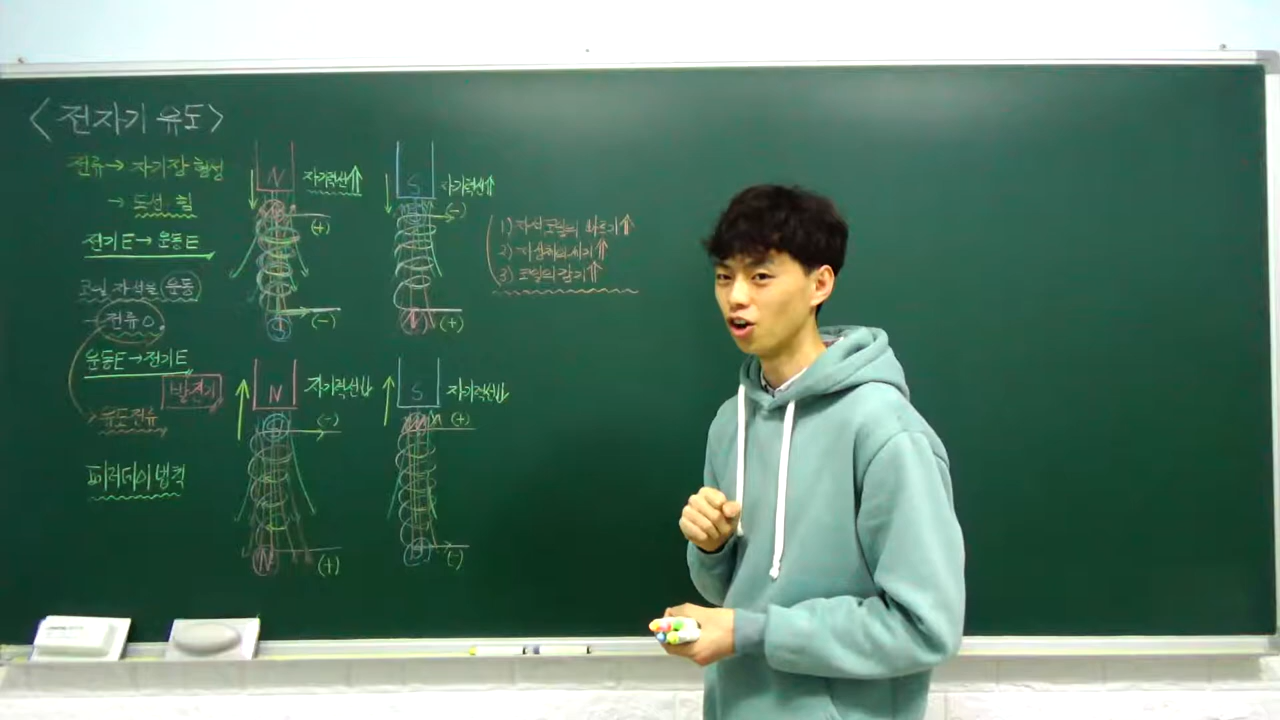 <전자기 유도>
전류→ 자기장 형성
→ 도선, 힘
전기E→운동E
코일, 자석을 운동
→ 전류 O.
운동E→전기E
발전기
→유도전류
패러데이 법칙
N
자기력선⇑
(+)
(-)
S
자기력선⇑
(-)
N
(+)
N
자기력선⇓
(-)
N
(+)
S
자기력선⇓
N (+)
S
(-)
1) 자석, 코일의 빠르기⇑
2) 자석의 세기⇑
3) 코일의 감기⇑